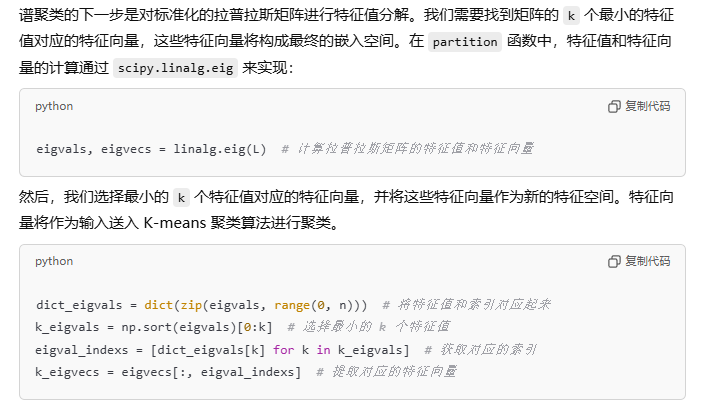 谱聚类的下一步是对标准化的拉普拉斯矩阵进行特征值分解。我们需要找到矩阵的 k 个最小的特征
值对应的特征向量，这些特征向量将构成最终的嵌入空间。在 partition 函数中，特征值和特征向
量的计算通过 scipy.linalg.eig 来实现：
python 复制代码
eigvals, eigvecs = linalg.eig(L)  # 计算拉普拉斯矩阵的特征值和特征向量
然后，我们选择最小的 k 个特征值对应的特征向量，并将这些特征向量作为新的特征空间。特征向
量将作为输入送入 K-means 聚类算法进行聚类。
python 复制代码
dict_eigvals = dict(zip(eigvals, range(0, n)))  # 将特征值和索引对应起来
k_eigvals = np.sort(eigvals)[0:k]  # 选择最小的 k 个特征值
eigval_indexs = [dict_eigvals[k] for k in k_eigvals]  # 获取对应的索引
k_eigvecs = eigvecs[:, eigval_indexs]  # 提取对应的特征向量